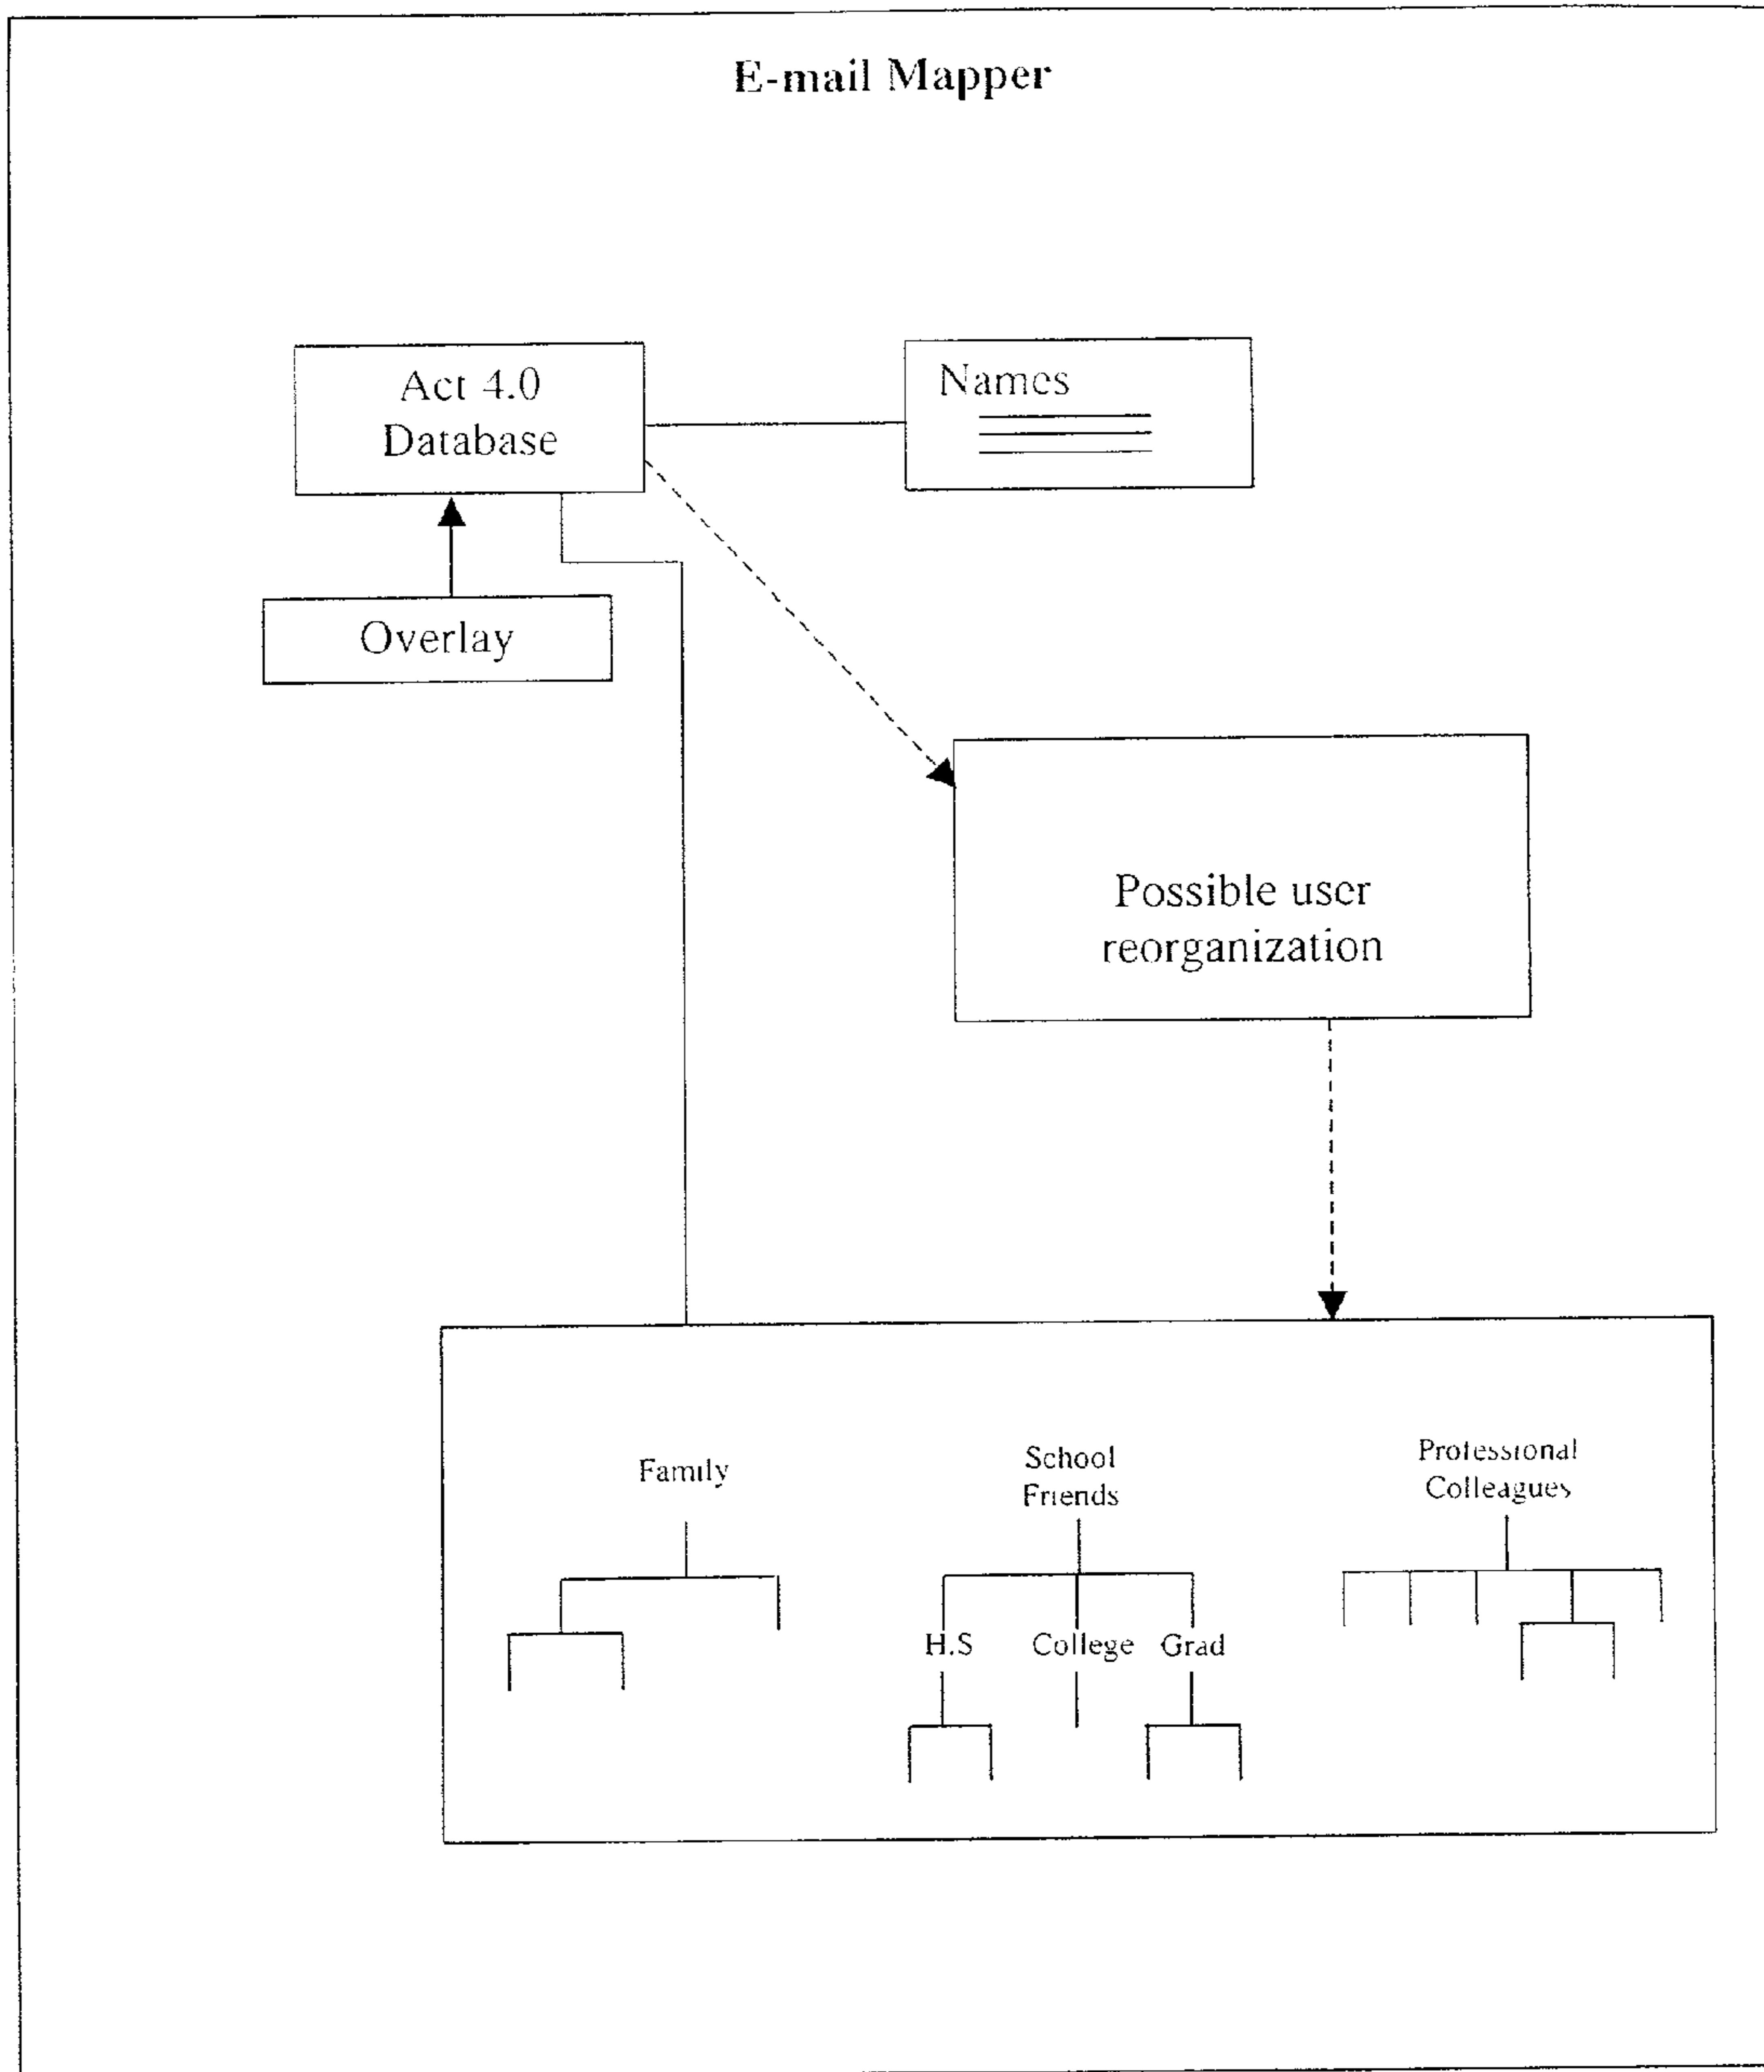 E-mail Mapper
Act 4.0
Database
Names
Overlay
Possible user
reorganization
Family
School
Friends
Professional
Colleagues
H.S
College
Grad